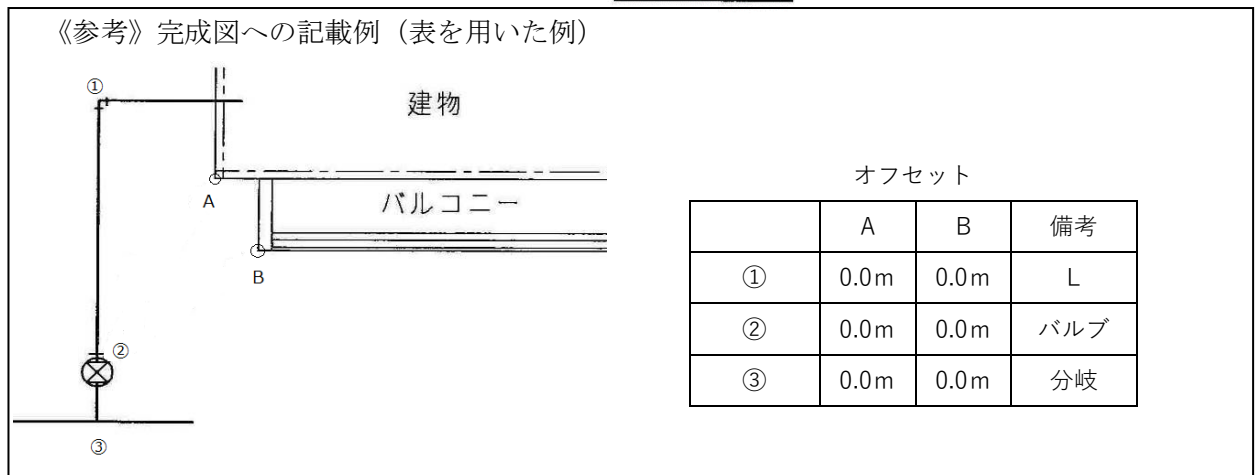 《参考》完成図への記載例（表を用いた例）
①
建物
A
バルコニー
B
②
③
オフセット
A B 備考
① 0.0m 0.0m L
② 0.0m 0.0m バルブ
③ 0.0m 0.0m 分岐